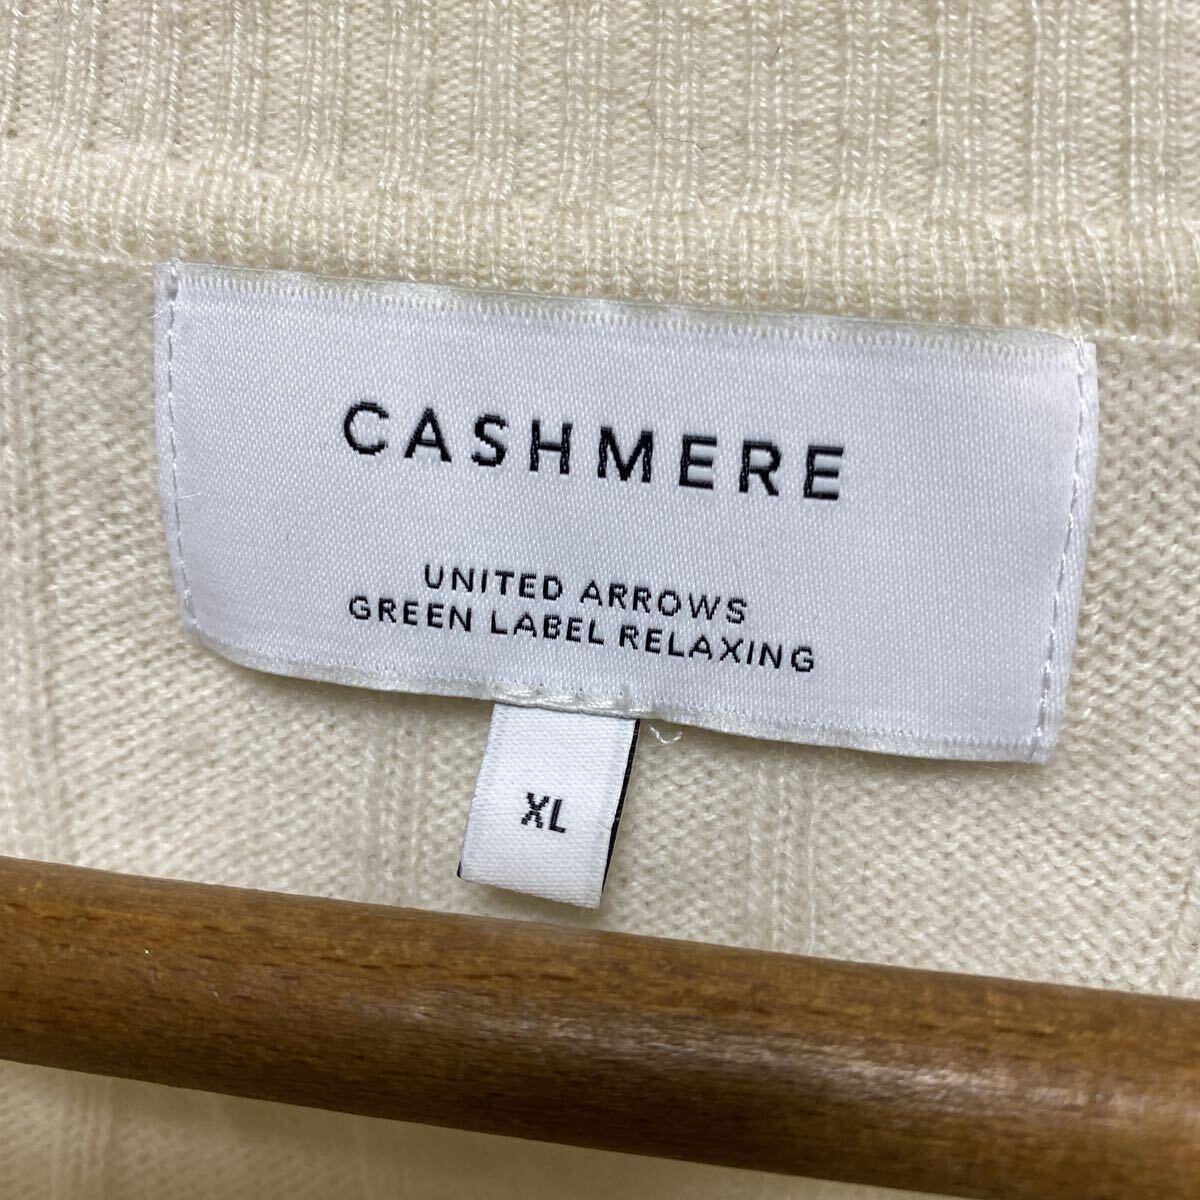 CASHMERE
UNITED ARROWS
GREEN LABEL RELAXING
XL